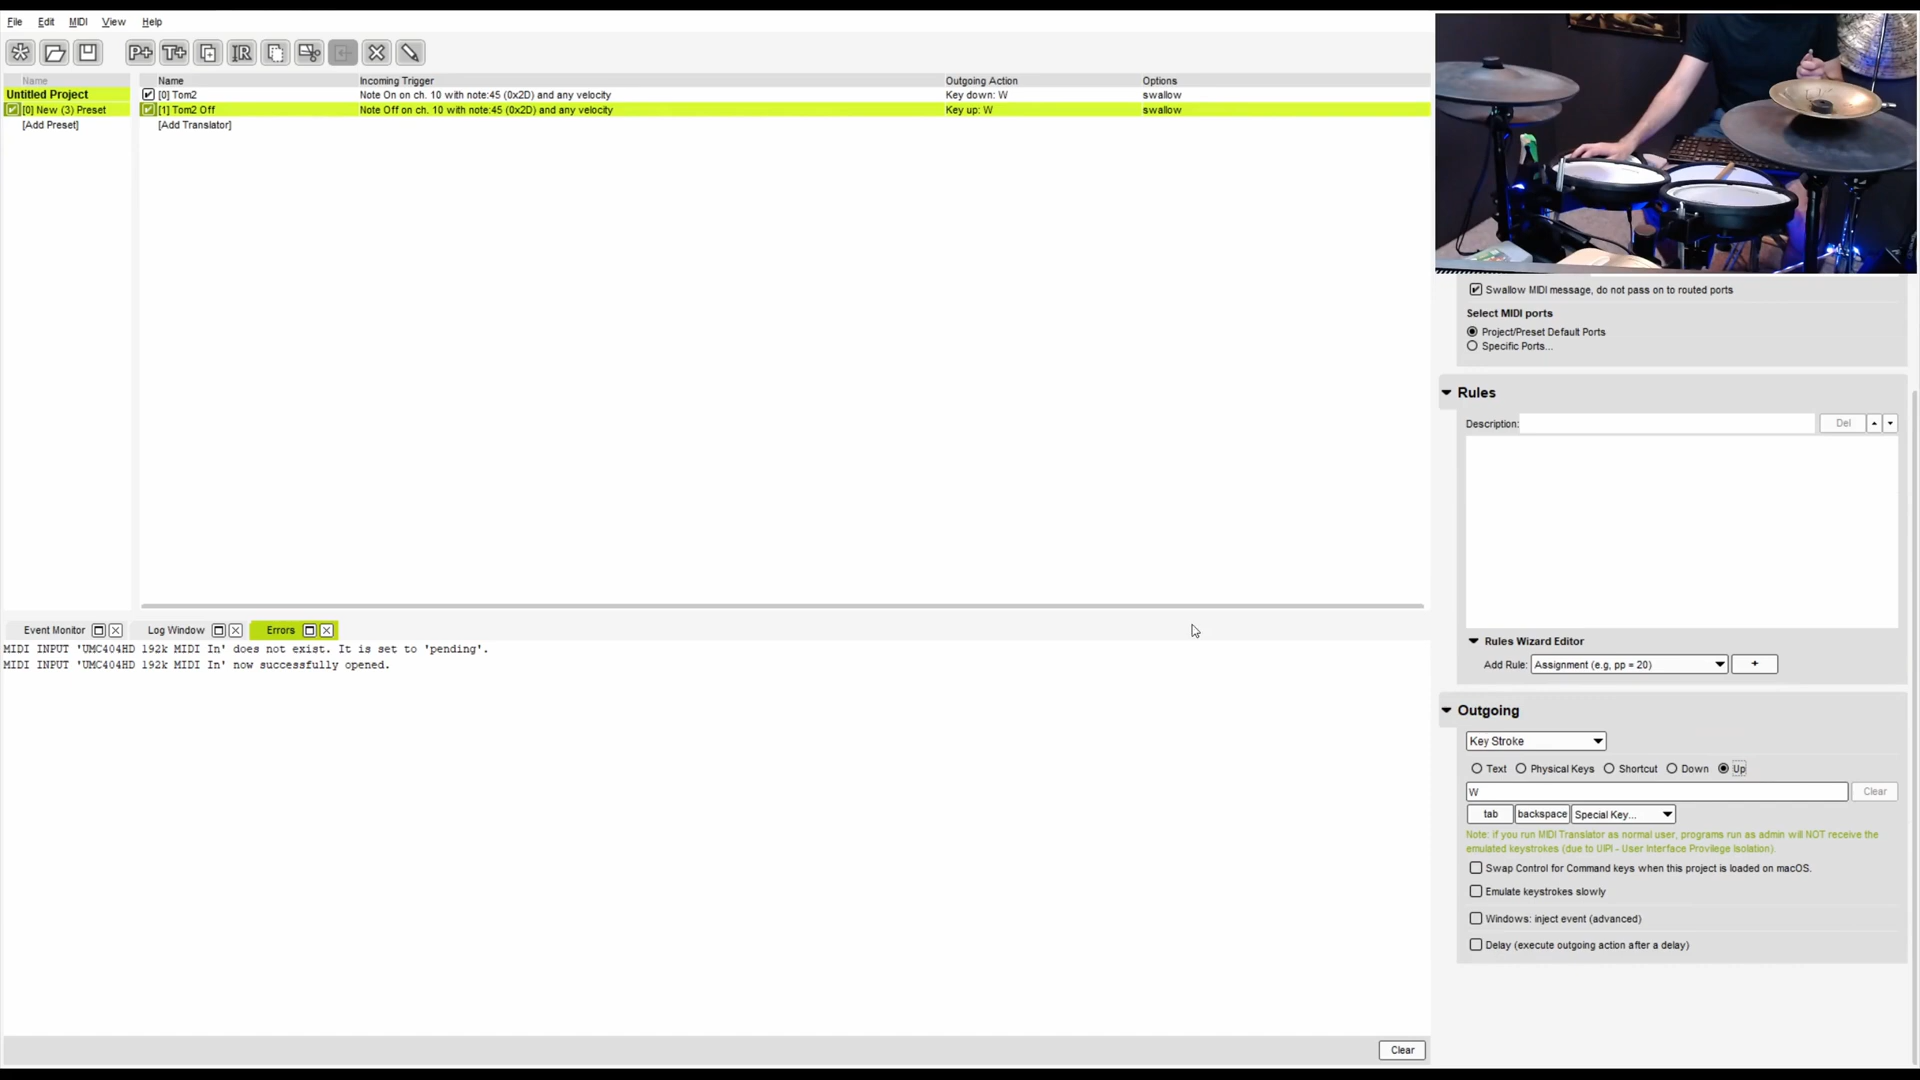 File Edit MIDI View Help
P+ T+ IR
Name
Untitled Project
[0] New (3) Preset
[Add Preset]
Name Incoming Trigger Outgoing Action Options
[0] Tom2 Note On on ch. 10 with note:45 (0x2D) and any velocity Key down: W swallow
[1] Tom2 Off Note Off on ch. 10 with note:45 (0x2D) and any velocity Key up: W swallow
[Add Translator]
Swallow MIDI message, do not pass on to routed ports
Select MIDI ports
Project/Preset Default Ports
Specific Ports...
Rules
Description: Del
Rules Wizard Editor
Add Rule: Assignment (e.g, pp = 20) +
Outgoing
Key Stroke
Text Physical Keys Shortcut Down Up
W Clear
tab backspace Special Key...
Note: if you run MIDI Translator as normal user, programs run as admin will NOT receive the
emulated keystrokes (due to UIPI - User Interface Provilege Isolation).
Swap Control for Command keys when this project is loaded on macOS.
Emulate keystrokes slowly
Windows: inject event (advanced)
Delay (execute outgoing action after a delay)
Event Monitor Log Window Errors
MIDI INPUT 'UMC404HD 192k MIDI In' does not exist. It is set to 'pending'.
MIDI INPUT 'UMC404HD 192k MIDI In' now successfully opened.
Clear